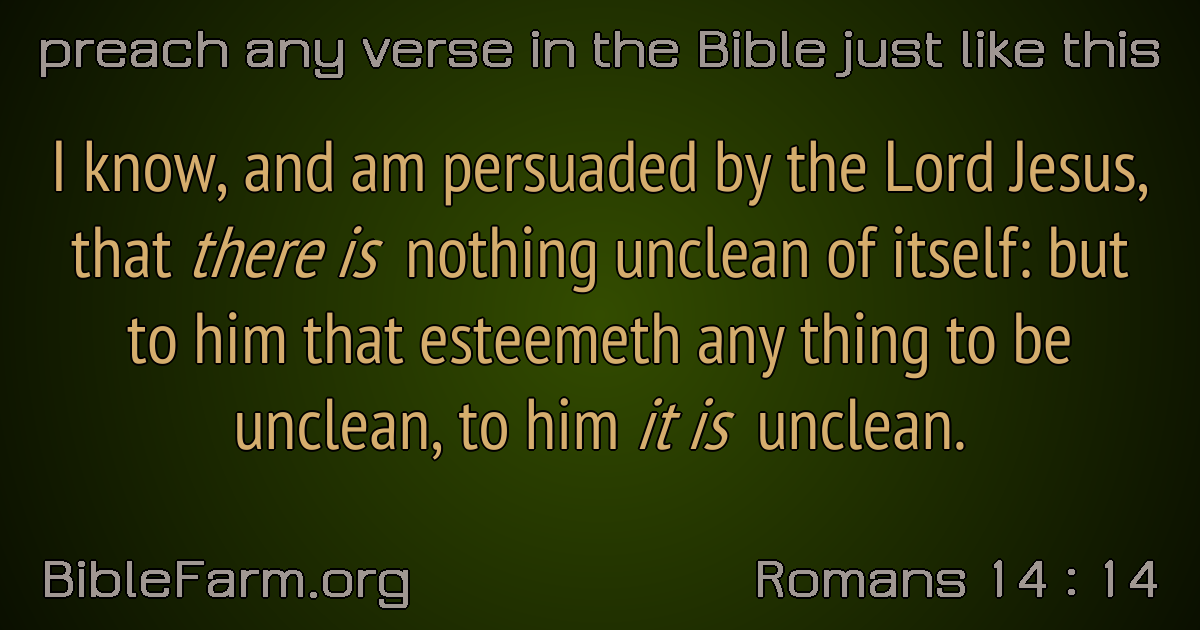 preach any verse in the Bible just like this
I know, and am persuaded by the Lord Jesus,
that there is nothing unclean of itself: but
to him that esteemeth any thing to be
unclean, to him it is unclean.
BibleFarm.org
Romans 14 : 14